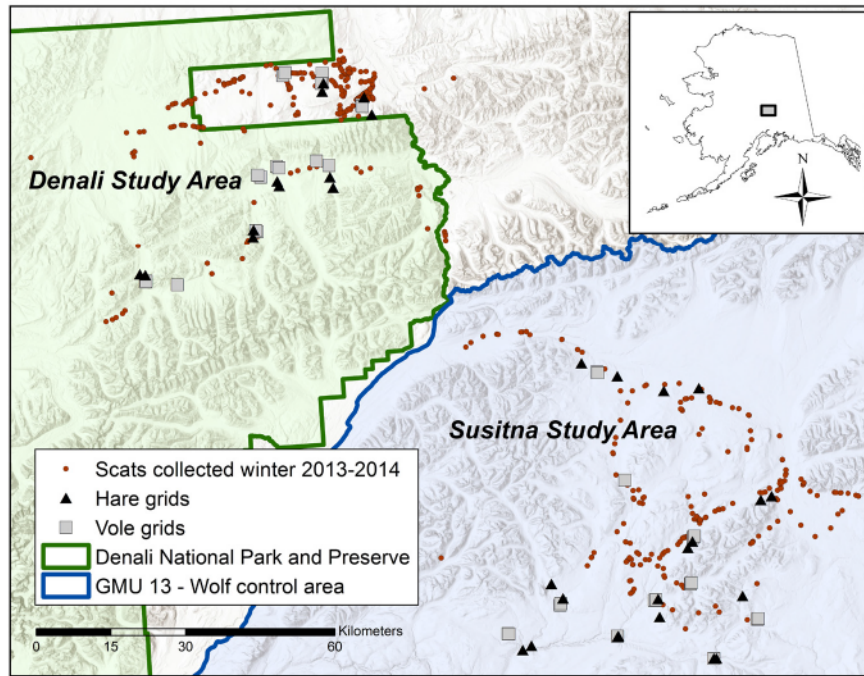 N
Denali Study Area
Susitna Study Area
Scats collected winter 2013-2014
Hare grids
Vole grids
Denali National Park and Preserve
GMU 13 - Wolf control area
Kilometers
0 15 30 60